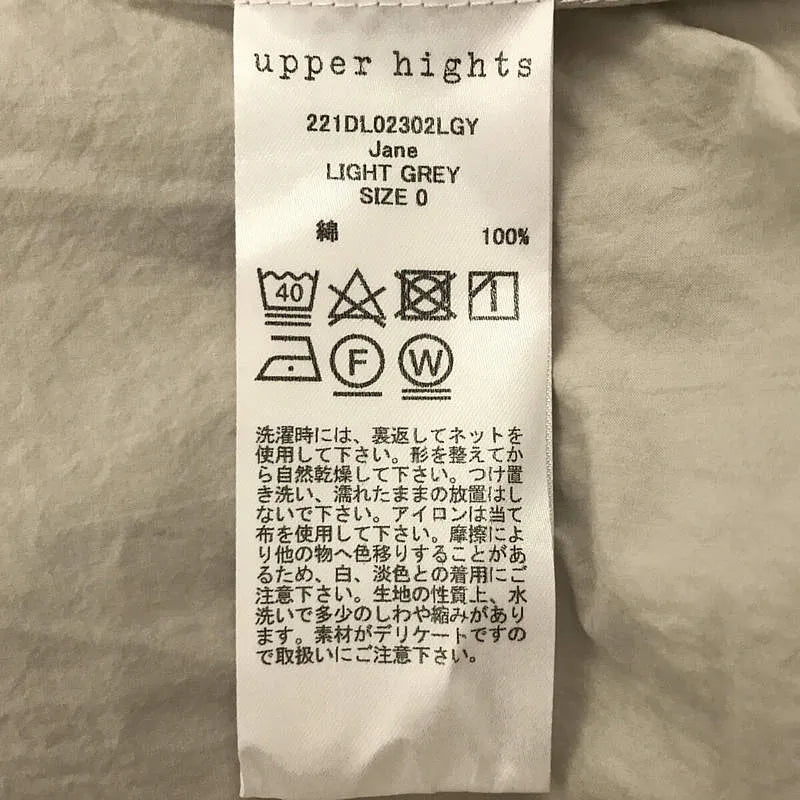 upper hights
221DL02302LGY
Jane
LIGHT GREY
SIZE 0
綿 100%
40
F W
洗濯時には、裏返してネットを
使用して下さい。形を整えてか
ら自然乾燥して下さい。つけ置
き洗い、濡れたままの放置はし
ないで下さい。アイロンは当て
布を使用して下さい。摩擦によ
り他の物へ色移りすることがあ
るため、白、淡色との着用にご
注意下さい。生地の性質上、水
洗いで多少のしわや縮みがあり
ます。素材がデリケートですの
で取扱いにご注意下さい。